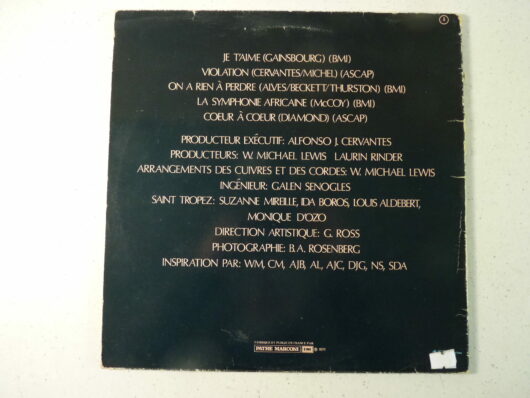 1
JE T'AIME (GAINSBOURG) (BMI)
VIOLATION (CERVANTES/MICHEL) (ASCAP)
ON A RIEN À PERDRE (ALVES/BECKETT/THURSTON) (BMI)
LA SYMPHONIE AFRICAINE (McCOY) (BMI)
COEUR À COEUR (DIAMOND) (ASCAP)
PRODUCTEUR EXÉCUTIF: ALFONSO J. CERVANTES
PRODUCTEURS: W. MICHAEL LEWIS LAURIN RINDER
ARRANGEMENTS DES CUIVRES ET DES CORDES: W. MICHAEL LEWIS
INGÉNIEUR: GALEN SENOGLES
SAINT TROPEZ: SUZANNE MIREILLE, IDA BOROS, LOUIS ALDEBERT,
MONIQUE D'OZO
DIRECTION ARTISTIQUE: G. ROSS
PHOTOGRAPHIE: B.A. ROSENBERG
INSPIRATION PAR: WM, CM, AJB, AL, AJC, DJG, NS, SDA
PATHE MARCONI EMI